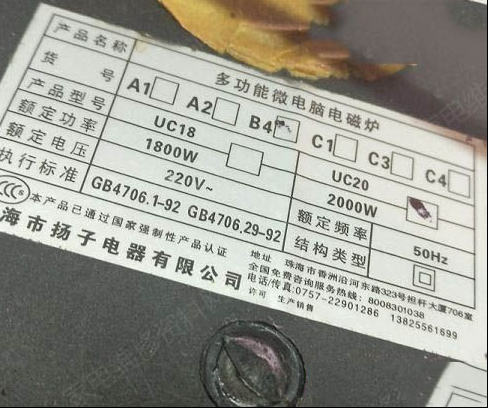 产品名称 多功能微电脑电磁炉
货号 A1□ A2□ B4□ C1□ C3□ C4□
产品型号 UC18 □ UC20
额定功率 1800W 2000W
额定电压 220V~ 额定频率 50Hz
执行标准 GB4706.1-92 GB4706.29-92 结构类型
本产品已通过国家强制性产品认证
海市扬子电器有限公司
地址 珠海市香洲沿河东路323号担杆大厦706室
全国免费咨询服务热线: 8008301038
电话/传真:0757-22901286 13825561699
许可 生产销售